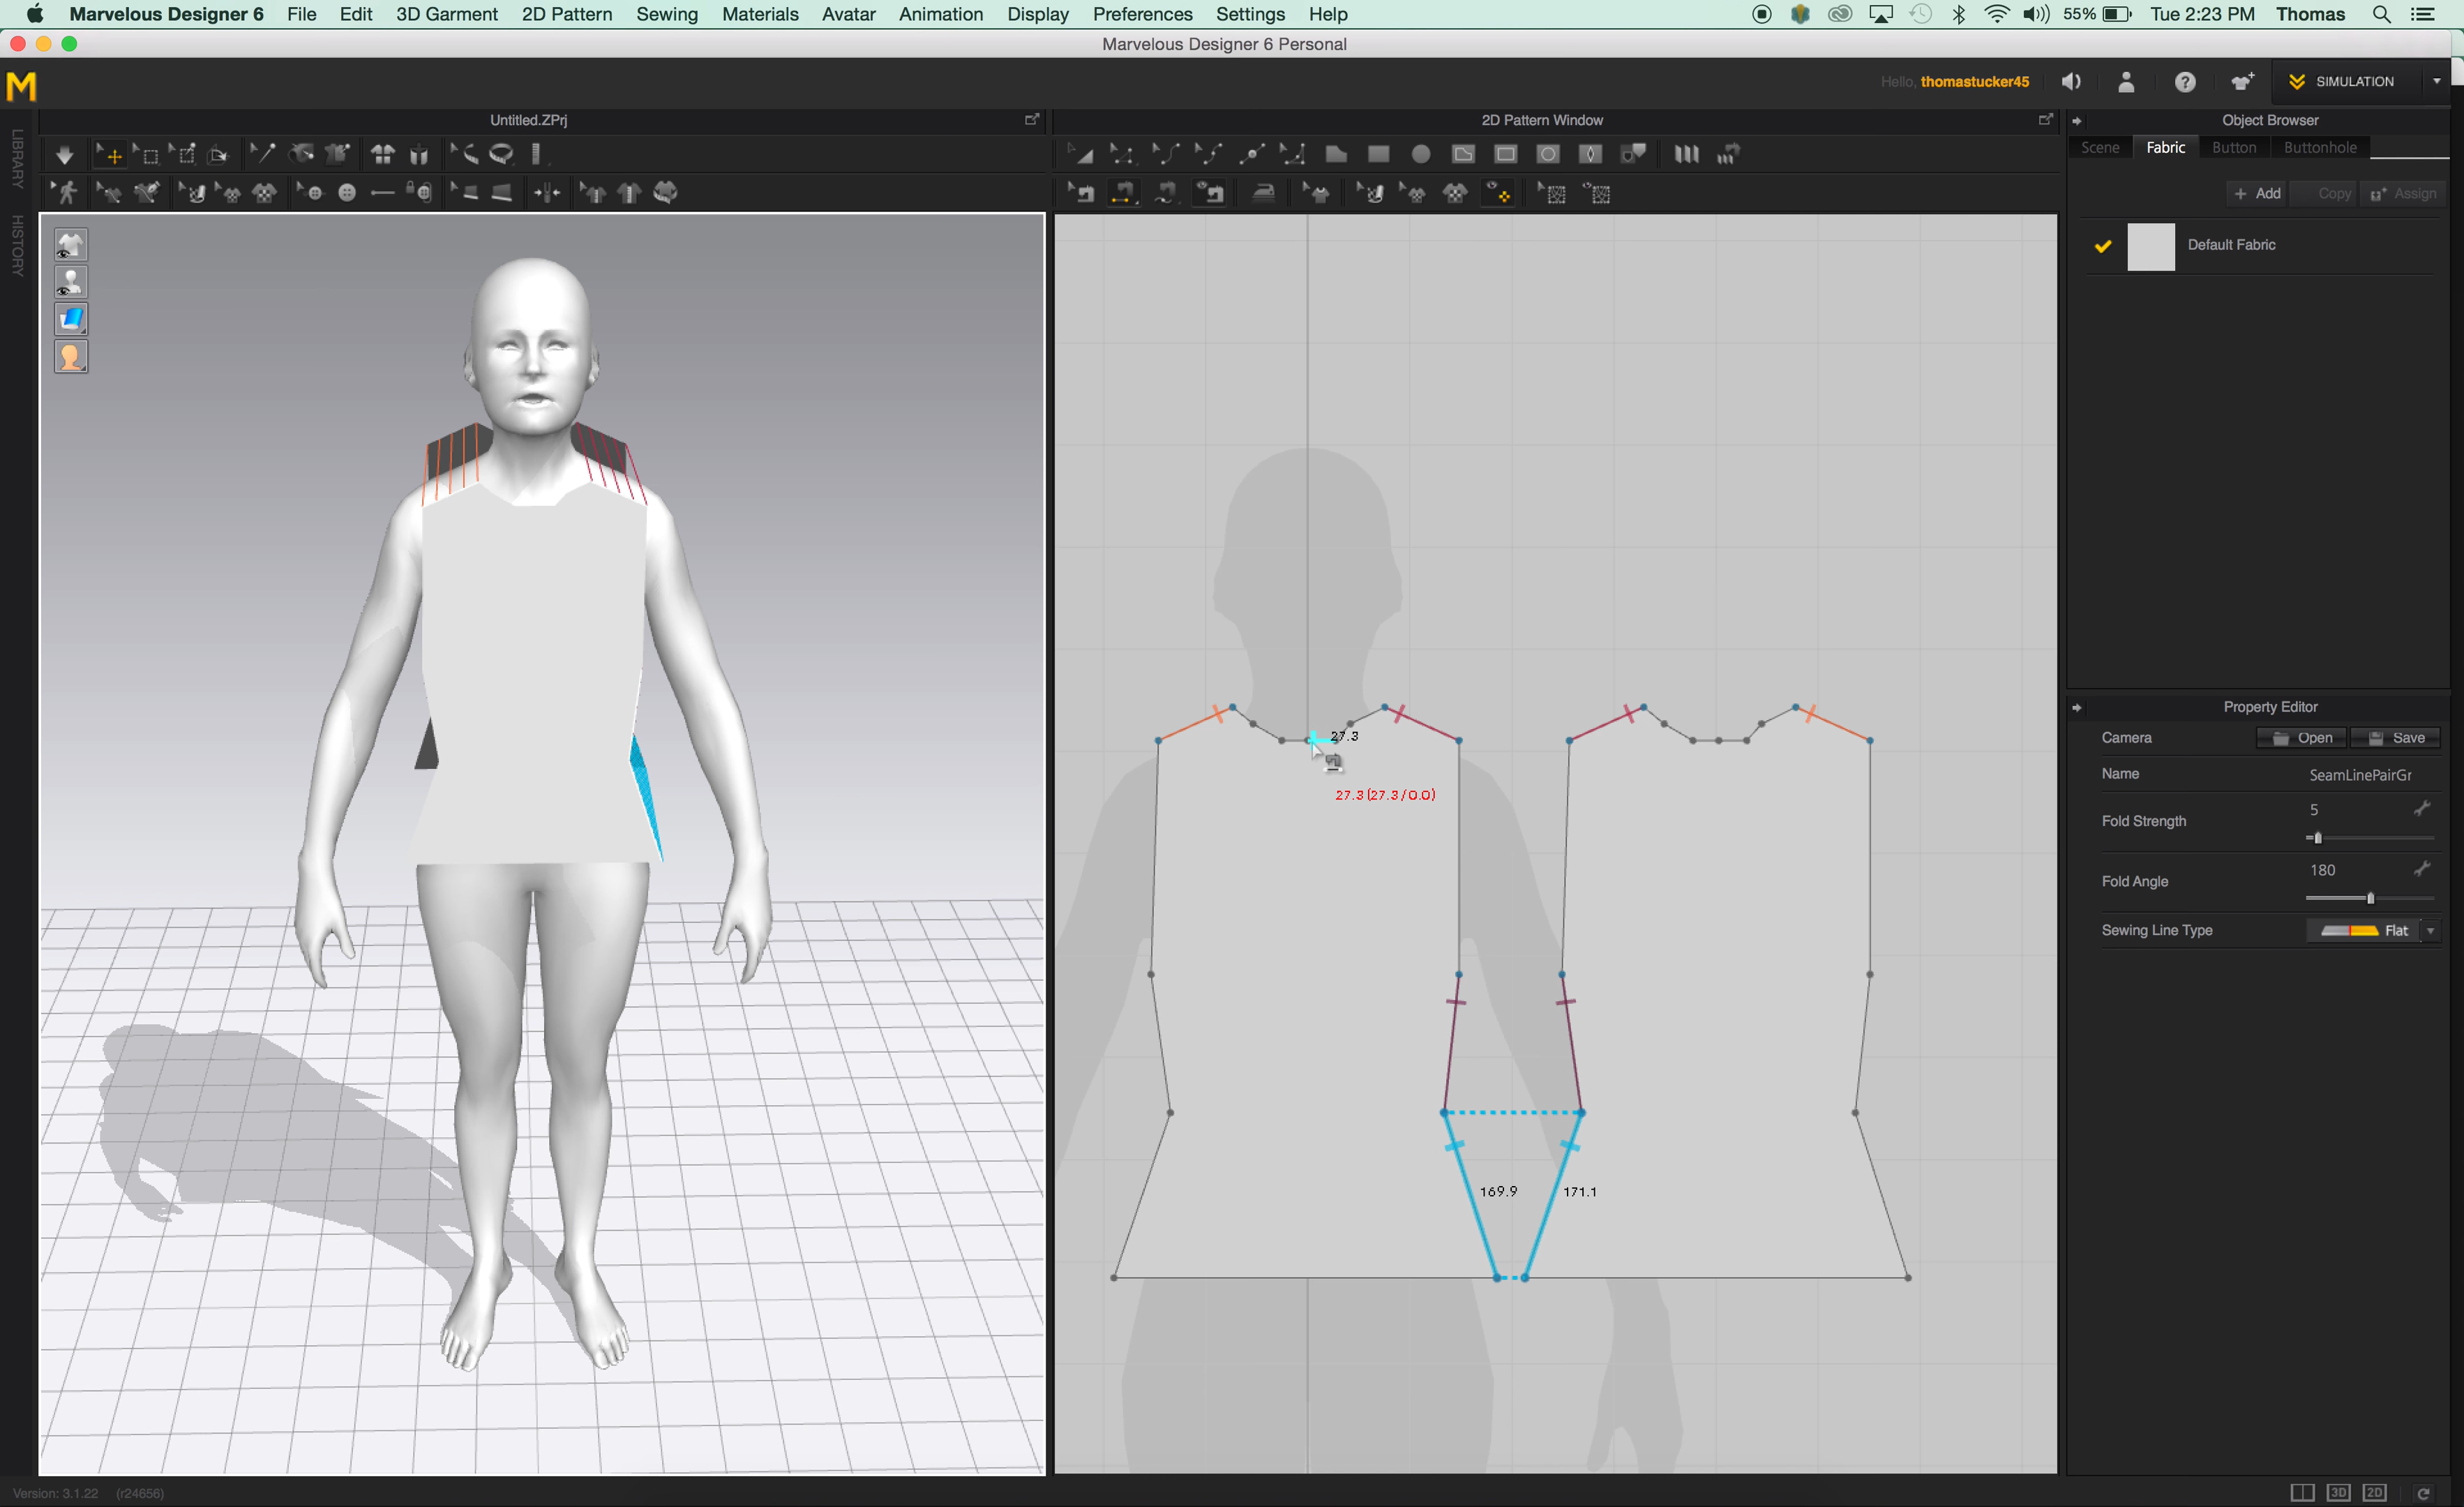 Marvelous Designer 6 File Edit 3D Garment 2D Pattern Sewing Materials Avatar Animation Display Preferences Settings Help 55% Tue 2:23 PM Thomas
Marvelous Designer 6 Personal
M Hello, thomastucker45 ? SIMULATION
Untitled.ZPrj 2D Pattern Window Object Browser
LIBRARY
HISTORY
Scene Fabric Button Buttonhole
+ Add Copy Assign
Default Fabric
Property Editor
Camera Open Save
Name SeamLinePairGr
Fold Strength 5
Fold Angle 180
Sewing Line Type Flat
27.3
27.3 (27.3/0.0)
169.9 171.1
Version: 3.1.22 (r24656) 3D 2D